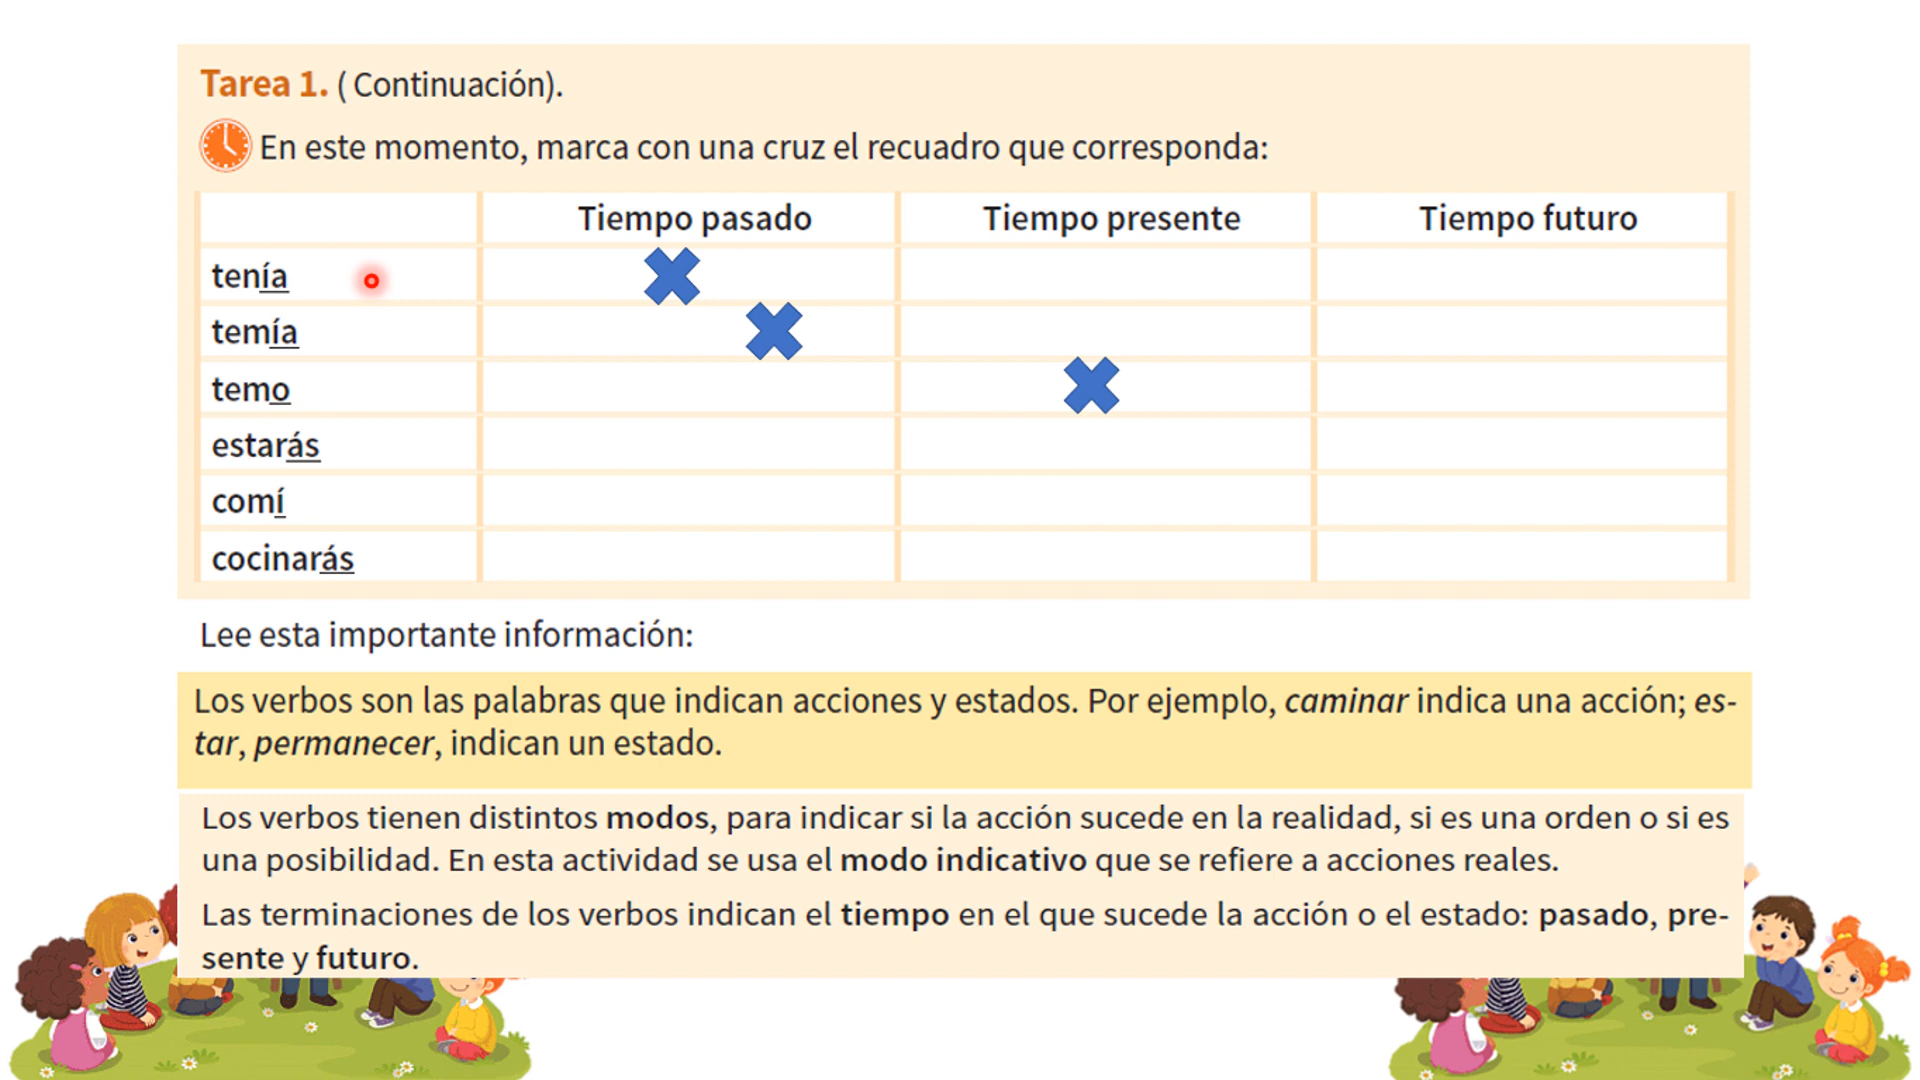 Tarea 1. ( Continuación).
En este momento, marca con una cruz el recuadro que corresponda:
Tiempo pasado Tiempo presente Tiempo futuro
tenía
temía
temo
estarás
comí
cocinarás
Lee esta importante información:
Los verbos son las palabras que indican acciones y estados. Por ejemplo, caminar indica una acción; es-
tar, permanecer, indican un estado.
Los verbos tienen distintos modos, para indicar si la acción sucede en la realidad, si es una orden o si es
una posibilidad. En esta actividad se usa el modo indicativo que se refiere a acciones reales.
Las terminaciones de los verbos indican el tiempo en el que sucede la acción o el estado: pasado, pre-
sente y futuro.